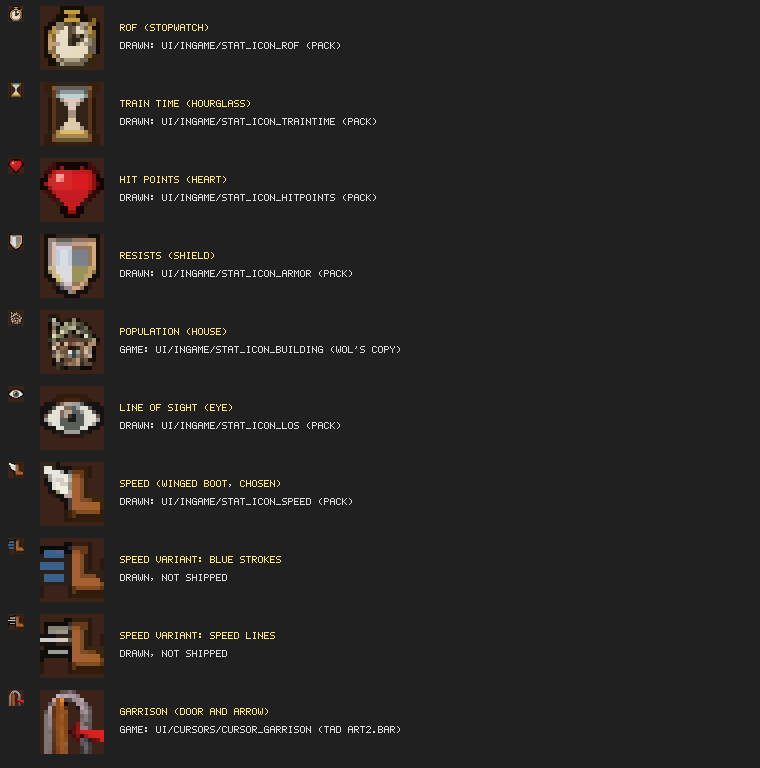 ROF (STOPWATCH)
DRAWN: UI/INGAME/STAT_ICON_ROF (PACK)
TRAIN TIME (HOURGLASS)
DRAWN: UI/INGAME/STAT_ICON_TRAINTIME (PACK)
HIT POINTS (HEART)
DRAWN: UI/INGAME/STAT_ICON_HITPOINTS (PACK)
RESISTS (SHIELD)
DRAWN: UI/INGAME/STAT_ICON_ARMOR (PACK)
POPULATION (HOUSE)
GAME: UI/INGAME/STAT_ICON_BUILDING (WOL'S COPY)
LINE OF SIGHT (EYE)
DRAWN: UI/INGAME/STAT_ICON_LOS (PACK)
SPEED (WINGED BOOT, CHOSEN)
DRAWN: UI/INGAME/STAT_ICON_SPEED (PACK)
SPEED VARIANT: BLUE STROKES
DRAWN, NOT SHIPPED
SPEED VARIANT: SPEED LINES
DRAWN, NOT SHIPPED
GARRISON (DOOR AND ARROW)
GAME: UI/CURSORS/CURSOR_GARRISON (TAD ART2.BAR)